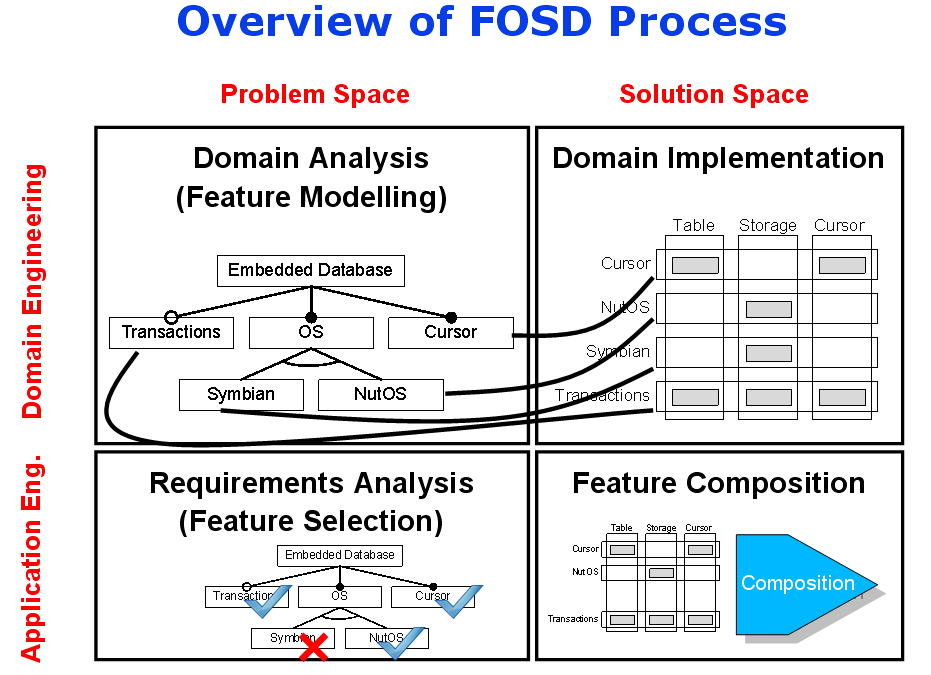 Overview of FOSD Process
Problem Space
Solution Space
Domain Engineering
Domain Analysis
(Feature Modelling)
Embedded Database
Transactions
OS
Cursor
Symbian
NutOS
Domain Implementation
Table
Storage
Cursor
Cursor
NutOS
Symbian
Transactions
Application Eng.
Requirements Analysis
(Feature Selection)
Embedded Database
Transaction
OS
Cursor
Symbian
NutOS
Feature Composition
Table
Storage
Cursor
Cursor
NutOS
Transactions
Composition